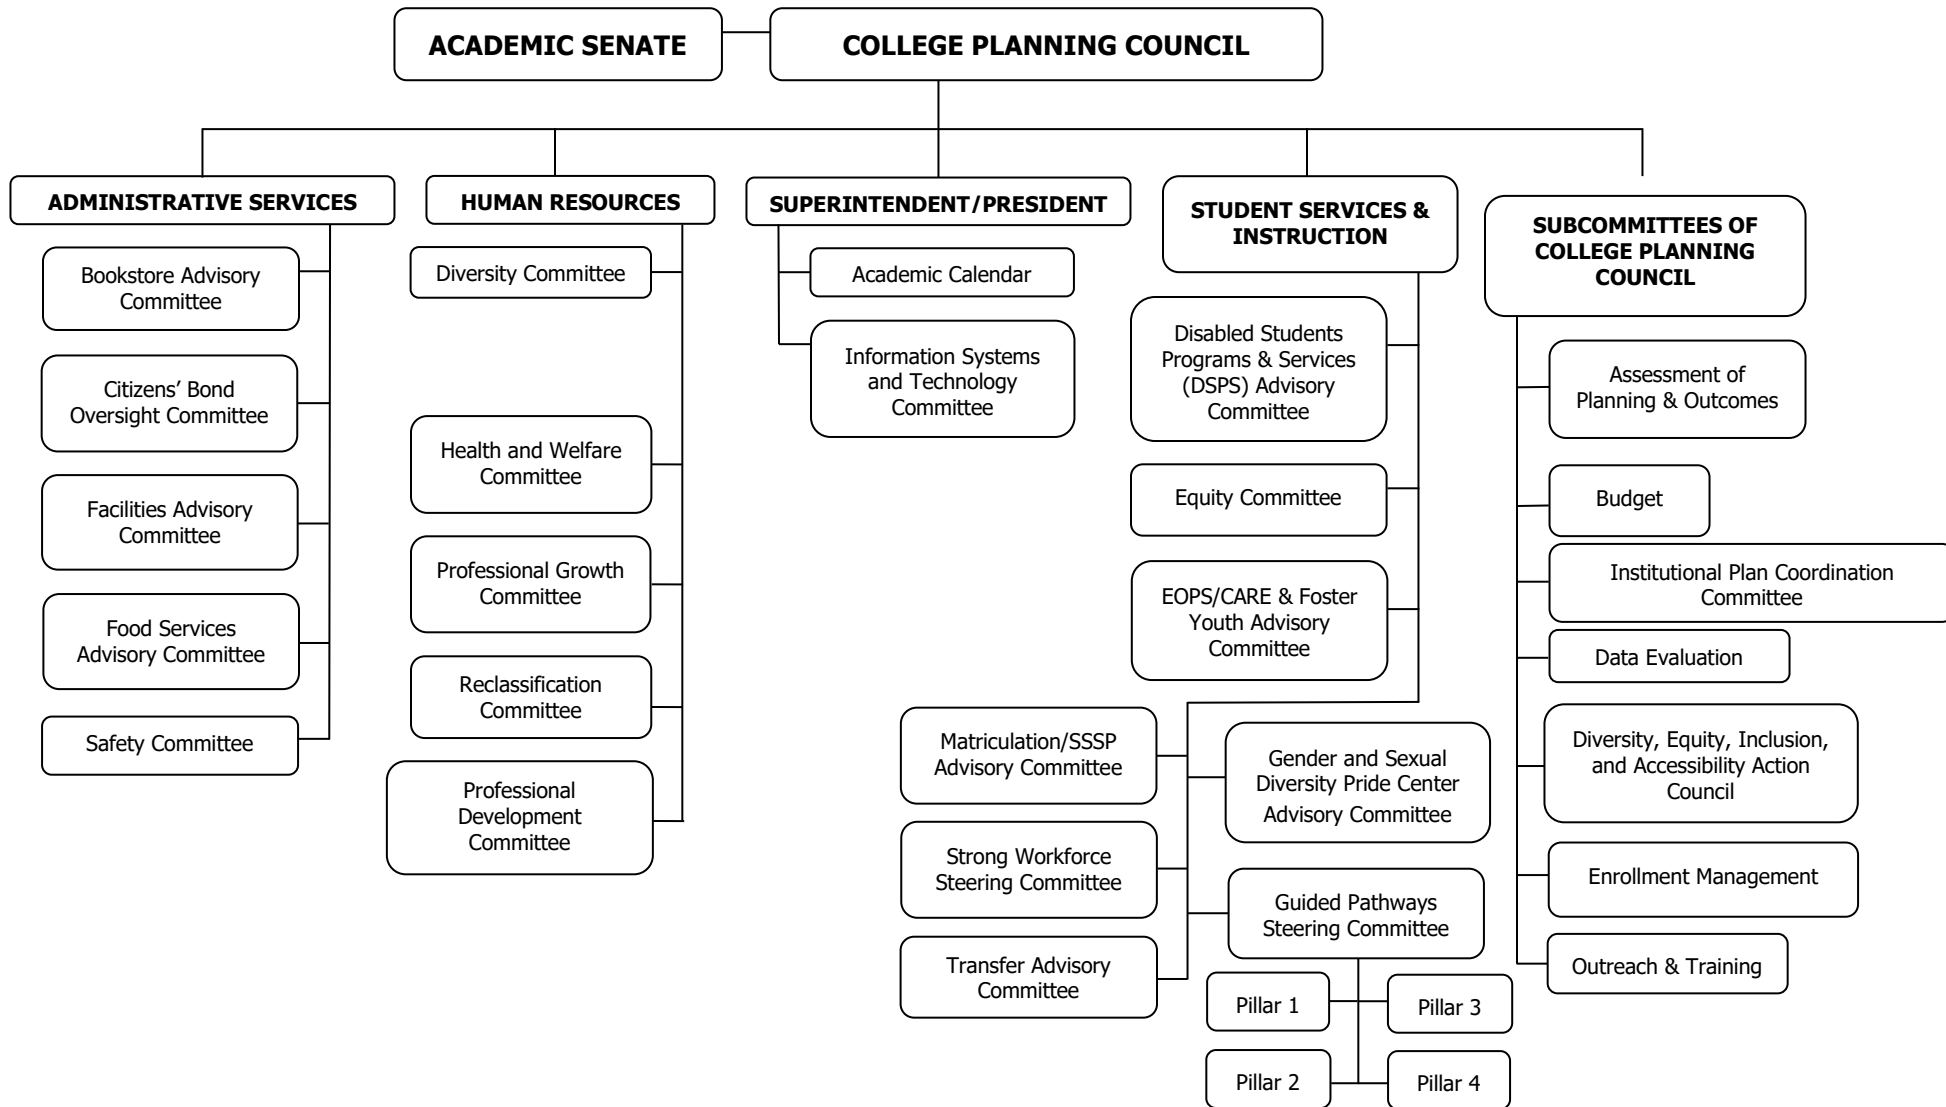 ACADEMIC SENATE
COLLEGE PLANNING COUNCIL
ADMINISTRATIVE SERVICES
Bookstore Advisory
Committee
Citizens’ Bond
Oversight Committee
Facilities Advisory
Committee
Food Services
Advisory Committee
Safety Committee
HUMAN RESOURCES
Diversity Committee
Health and Welfare
Committee
Professional Growth
Committee
Reclassification
Committee
Professional
Development
Committee
SUPERINTENDENT/PRESIDENT
Academic Calendar
Information Systems
and Technology
Committee
STUDENT SERVICES &
INSTRUCTION
Disabled Students
Programs & Services
(DSPS) Advisory
Committee
Equity Committee
EOPS/CARE & Foster
Youth Advisory
Committee
Matriculation/SSSP
Advisory Committee
Strong Workforce
Steering Committee
Transfer Advisory
Committee
Gender and Sexual
Diversity Pride Center
Advisory Committee
Guided Pathways
Steering Committee
Pillar 1
Pillar 3
Pillar 2
Pillar 4
SUBCOMMITTEES OF
COLLEGE PLANNING
COUNCIL
Assessment of
Planning & Outcomes
Budget
Institutional Plan Coordination
Committee
Data Evaluation
Diversity, Equity, Inclusion,
and Accessibility Action
Council
Enrollment Management
Outreach & Training